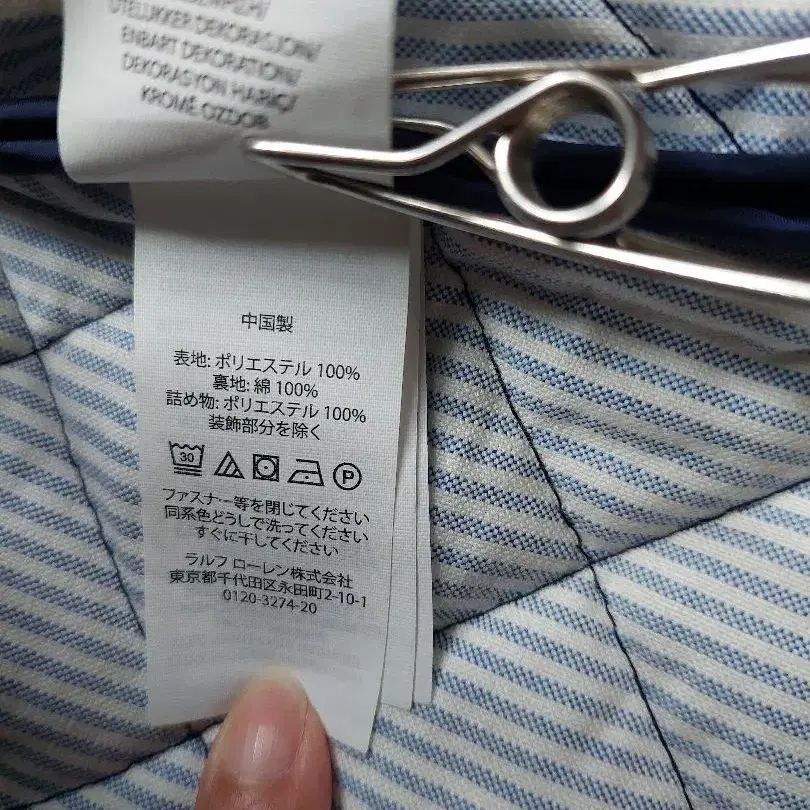 UTELUKKER DEKORASJON/
ENBART DEKORATION/
DEKORASYON HARİÇ/
KROMĚ OZDOB
中国製
表地: ポリエステル 100%
裏地: 綿 100%
詰め物: ポリエステル 100%
装飾部分を除く
30 P
ファスナー等を閉じてください
同系色どうしで洗ってください
すぐに干してください
ラルフ ローレン株式会社
東京都千代田区永田町2-10-1
0120-3274-20